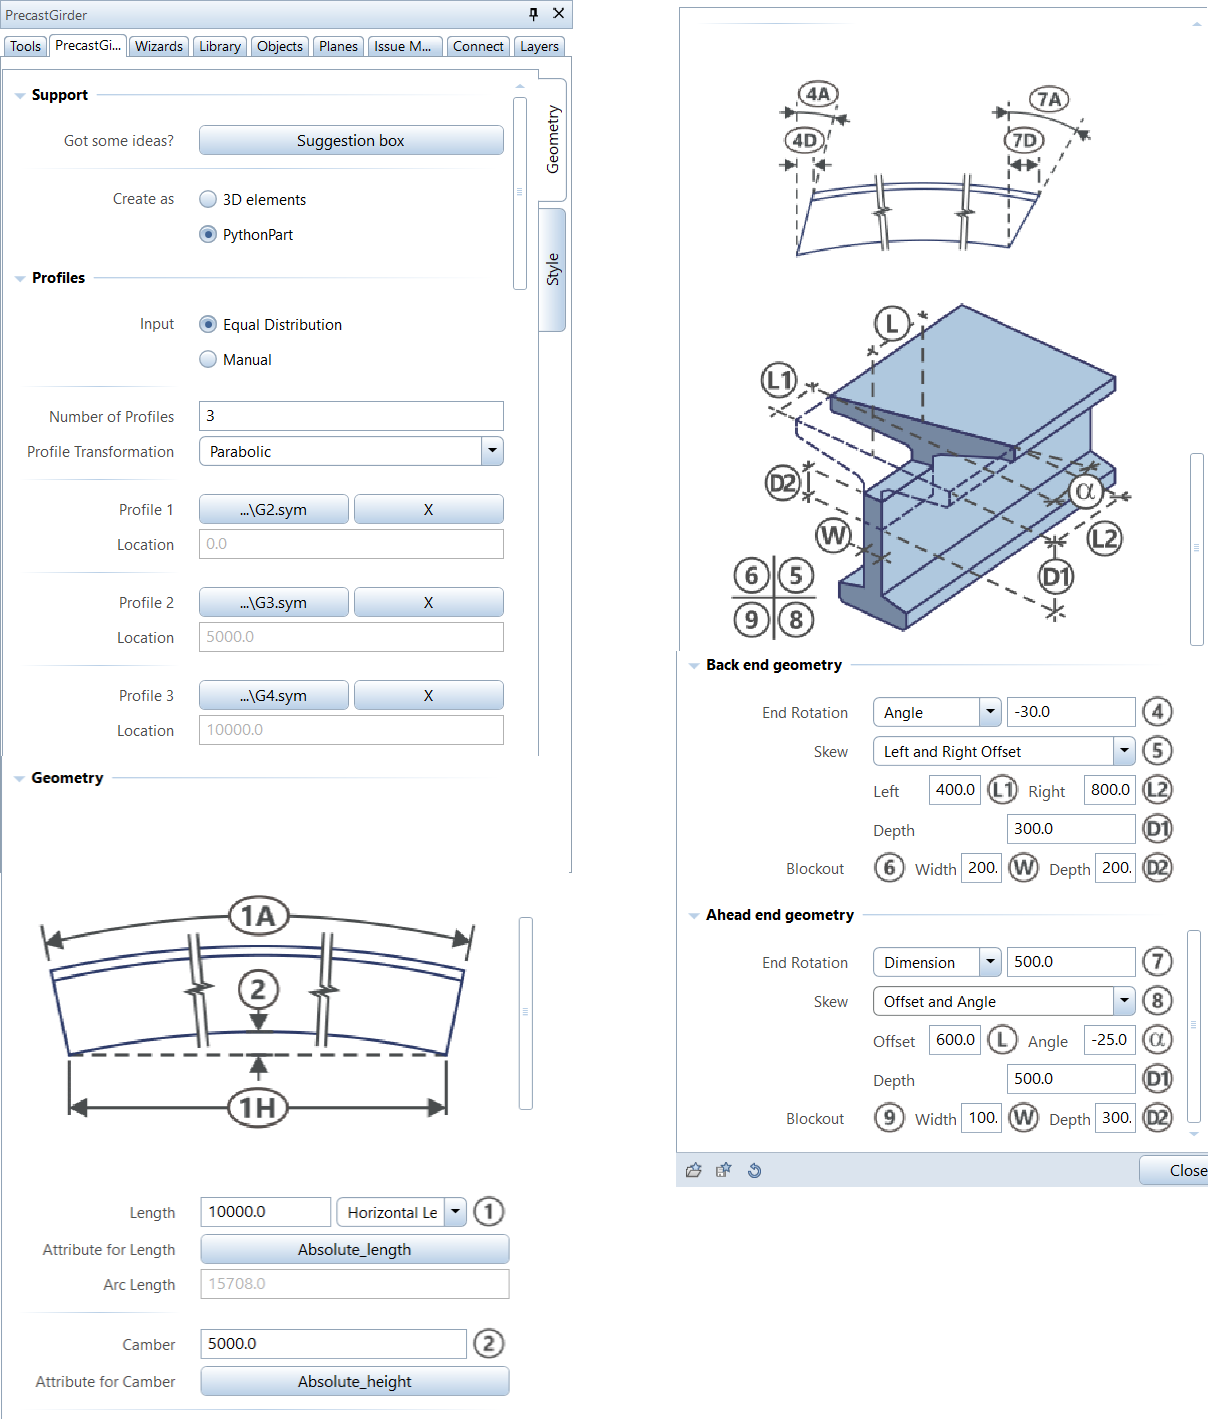 PrecastGirder
Tools PrecastGi... Wizards Library Objects Planes Issue M... Connect Layers
Geometry
Style
Support
Got some ideas? Suggestion box
Create as 3D elements
PythonPart
Profiles
Input Equal Distribution
Manual
Number of Profiles 3
Profile Transformation Parabolic
Profile 1 ...\G2.sym X
Location 0.0
Profile 2 ...\G3.sym X
Location 5000.0
Profile 3 ...\G4.sym X
Location 10000.0
Geometry
1A
2
1H
Length 10000.0 Horizontal Le 1
Attribute for Length Absolute_length
Arc Length 15708.0
Camber 5000.0 2
Attribute for Camber Absolute_height
4A 7A
4D 7D
L
L1
D2
α
W
L2
D1
6 5
9 8
Back end geometry
End Rotation Angle -30.0 4
Skew Left and Right Offset 5
Left 400.0 L1 Right 800.0 L2
Depth 300.0 D1
Blockout 6 Width 200. W Depth 200. D2
Ahead end geometry
End Rotation Dimension 500.0 7
Skew Offset and Angle 8
Offset 600.0 L Angle -25.0 α
Depth 500.0 D1
Blockout 9 Width 100. W Depth 300. D2
Close